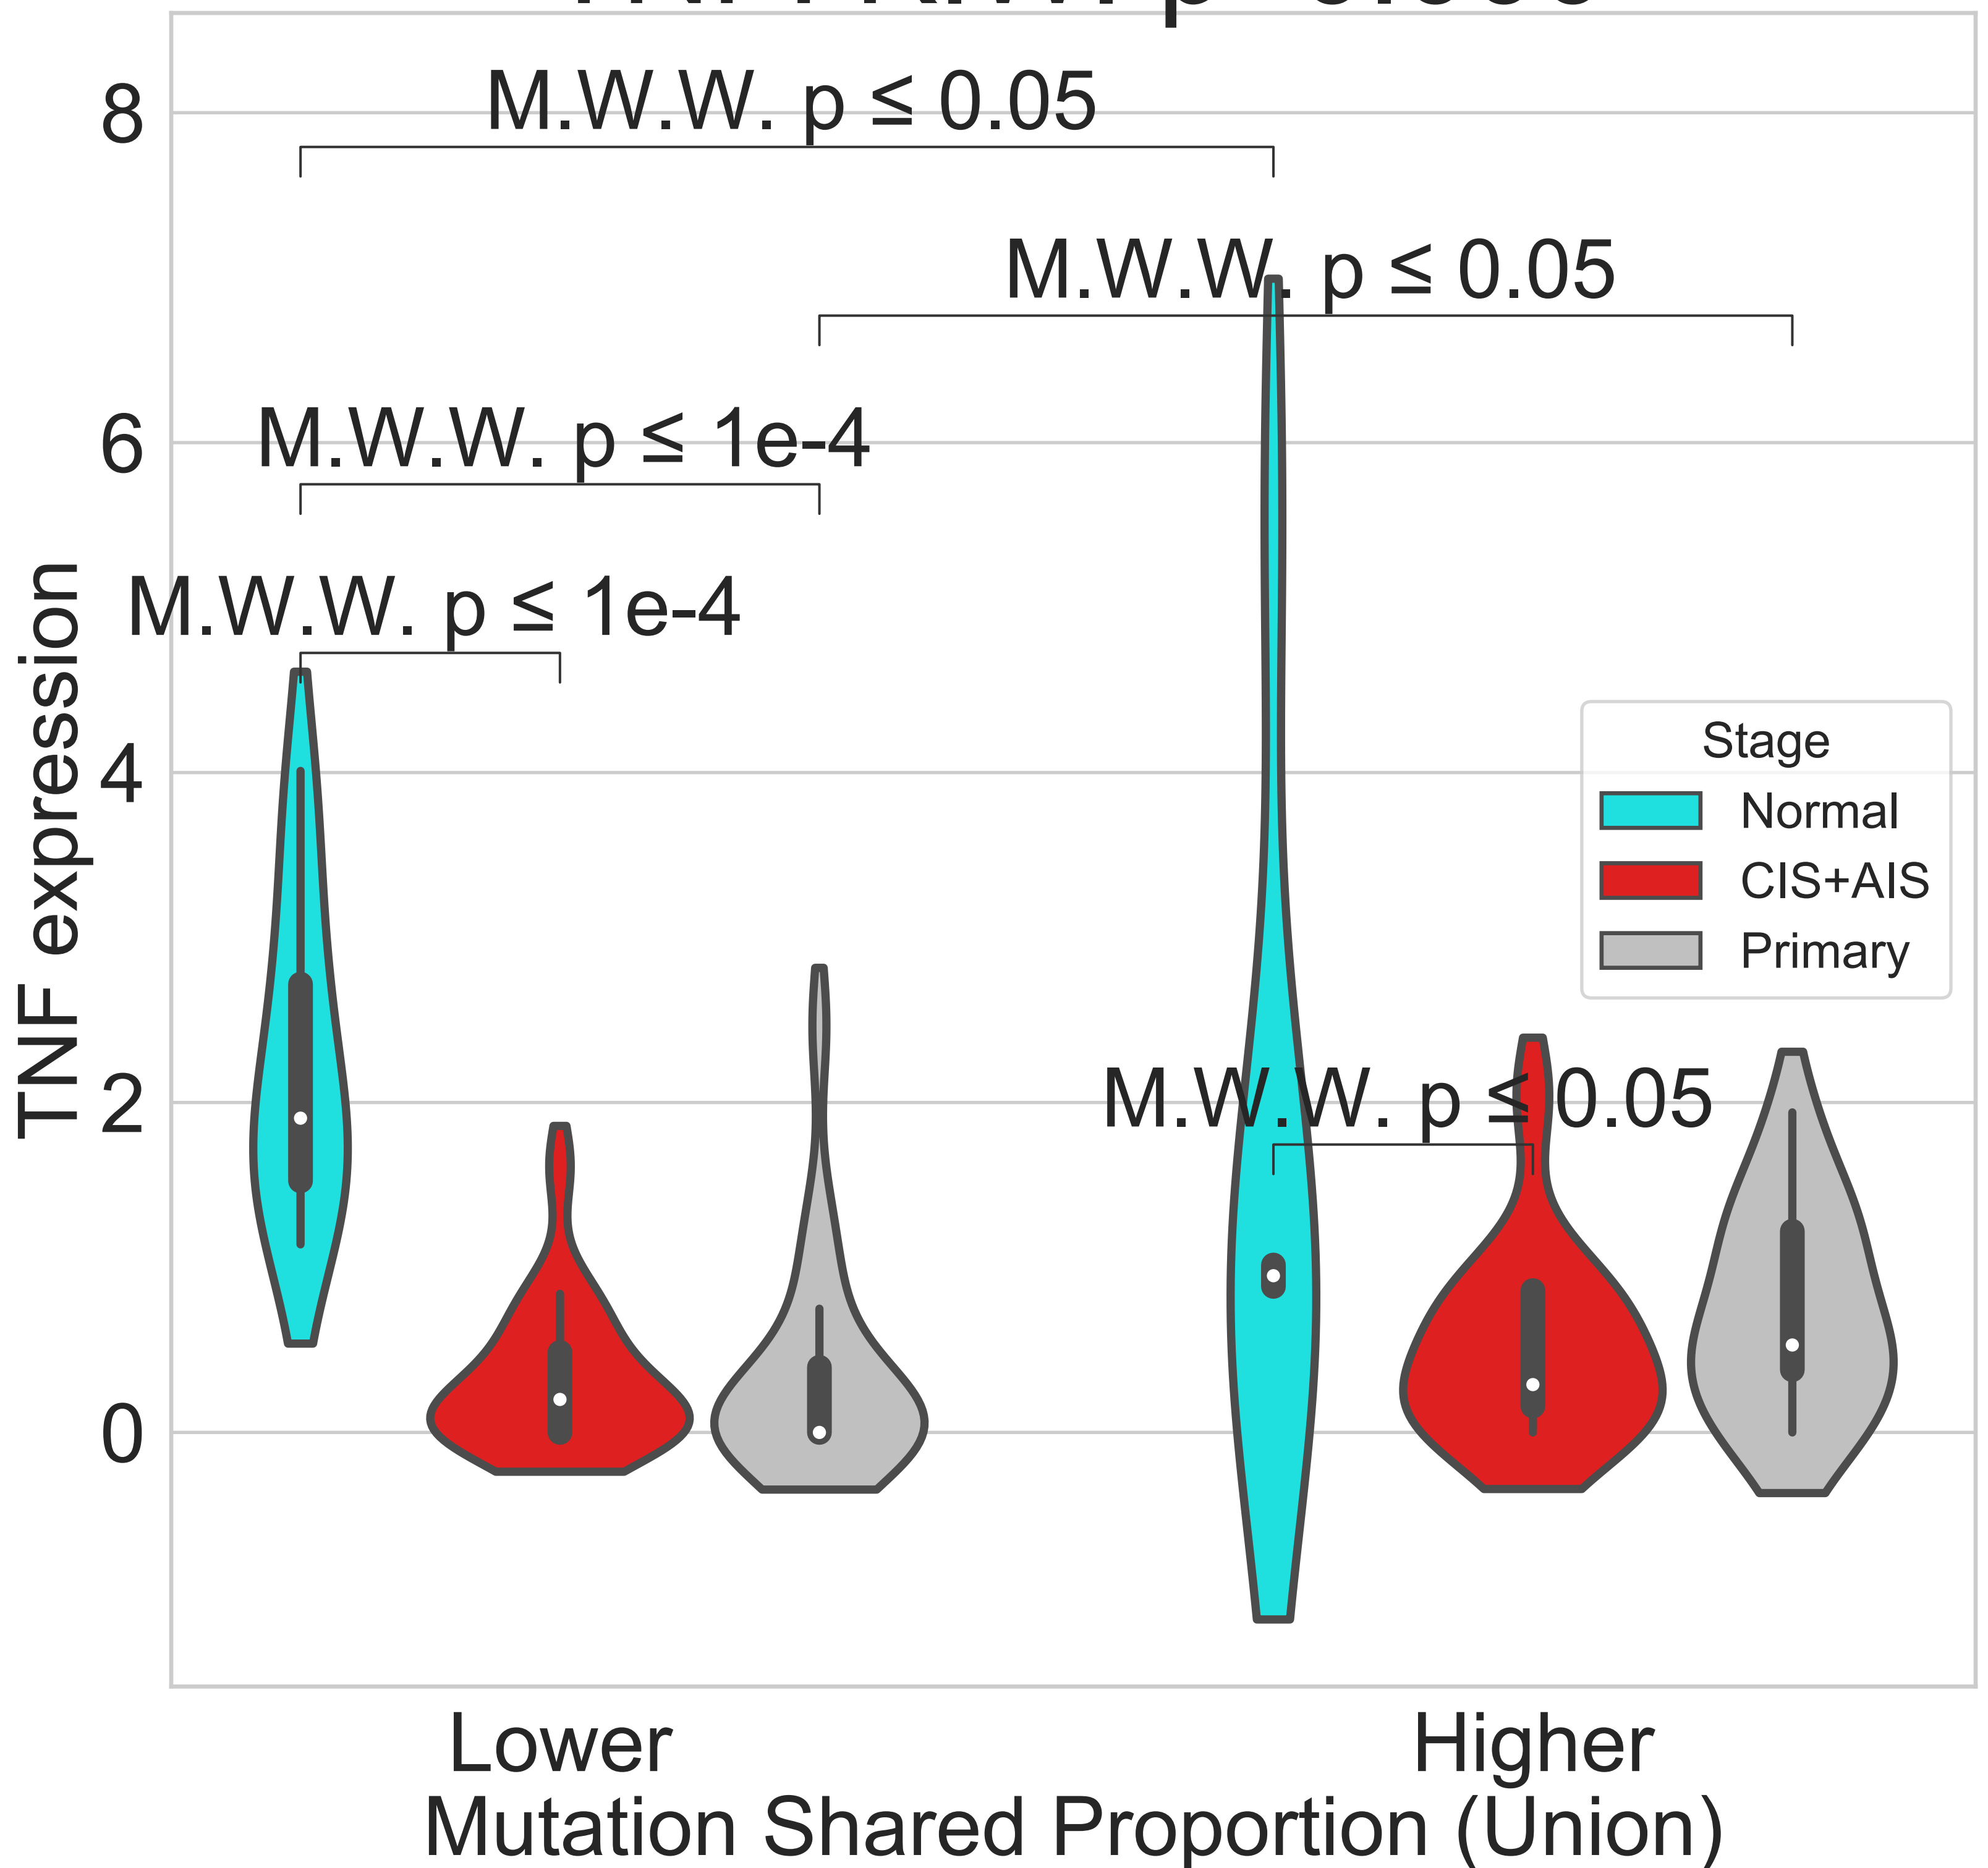 M.W.W. p ≤ 0.05
M.W.W. p ≤ 0.05
M.W.W. p ≤ 1e-4
M.W.W. p ≤ 1e-4
M.W.W. p ≤ 0.05
8
6
4
2
0
TNF expression
Stage
Normal
CIS+AIS
Primary
Lower
Higher
Mutation Shared Proportion (Union)